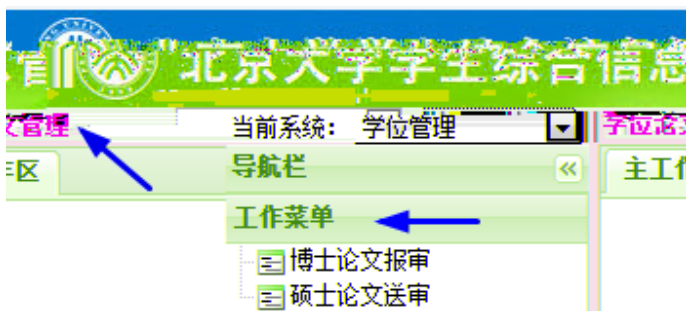 北京大学学生综合信息
文管理
当前系统： 学位管理
学位论文
作区
导航栏
主工作
工作菜单
博士论文报审
硕士论文送审